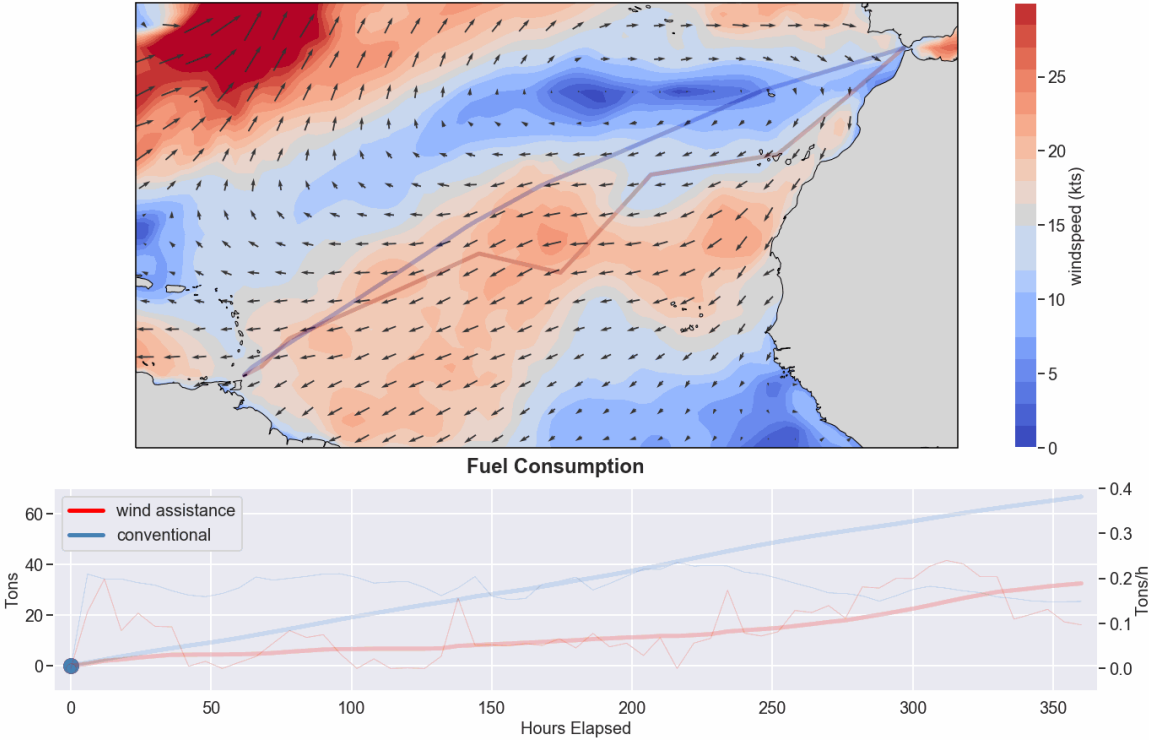 25
20
15
10
5
0
windspeed (kts)
Fuel Consumption
wind assistance
conventional
60
40
20
0
Tons
0.4
0.3
0.2
0.1
0.0
Tons/h
0 50 100 150 200 250 300 350
Hours Elapsed